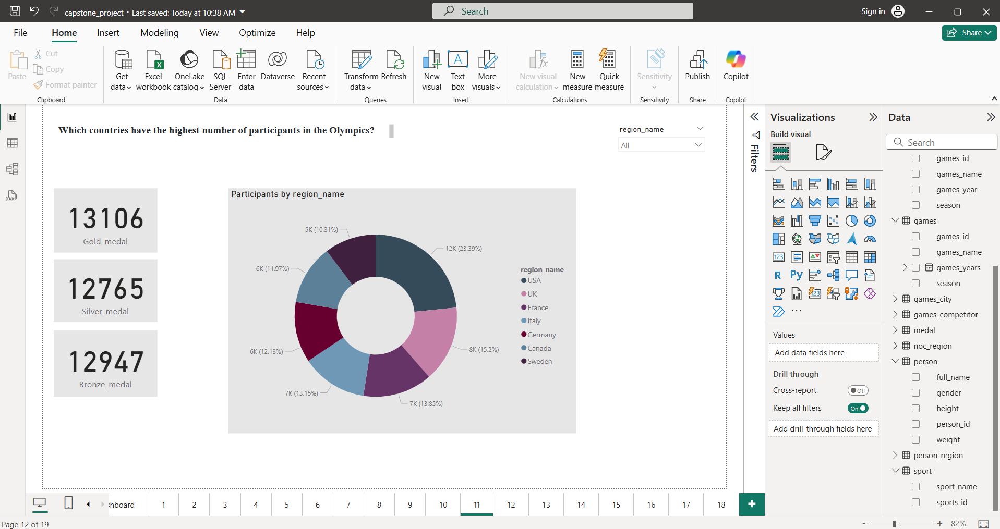 capstone_project • Last saved: Today at 10:38 AM
Search
Sign in
File
Home
Insert
Modeling
View
Optimize
Help
Share
Paste
Cut
Copy
Format painter
Clipboard
Get data
Excel workbook
OneLake catalog
SQL Server
Enter data
Dataverse
Recent sources
Data
Transform data
Refresh
Queries
New visual
Text box
More visuals
Insert
New visual calculation
New measure
Quick measure
Calculations
Sensitivity
Sensitivity
Publish
Share
Copilot
Copilot
Which countries have the highest number of participants in the Olympics?
region_name
All
13106
Gold_medal
12765
Silver_medal
12947
Bronze_medal
Participants by region_name
5K (10.31%)
12K (23.39%)
6K (11.97%)
8K (15.2%)
6K (12.13%)
7K (13.15%)
7K (13.85%)
region_name
USA
UK
France
Italy
Germany
Canada
Sweden
Filters
Visualizations
Build visual
R
Py
123
123
Values
Add data fields here
Drill through
Cross-report
Off
Keep all filters
On
Add drill-through fields here
Data
Search
games_id
games_name
games_year
season
games
games_id
games_name
games_years
season
games_city
games_competitor
medal
noc_region
person
full_name
gender
height
person_id
weight
person_region
sport
sport_name
sports_id
DAX
shboard
1
2
3
4
5
6
7
8
9
10
11
12
13
14
15
16
17
18
+
Page 12 of 19
- + 82%